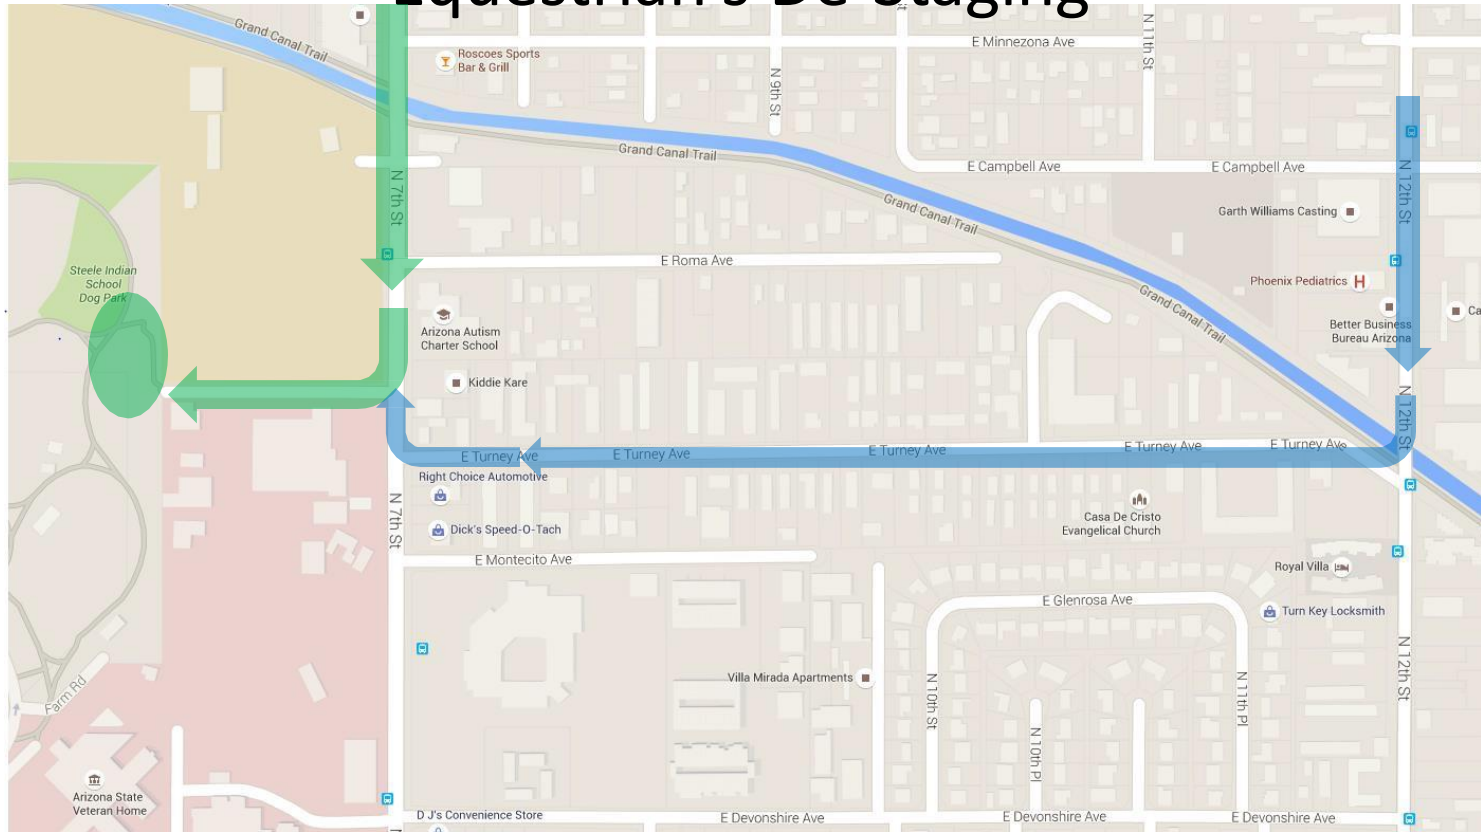 Equestrian's De-Staging
Grand Canal Trail
Roscoes Sports
Bar & Grill
N 9th St
E Minnezona Ave
N 11th St
Grand Canal Trail
E Campbell Ave
E Campbell Ave
N 7th St
N 12th St
Grand Canal Trail
Garth Williams Casting
E Roma Ave
Steele Indian
School
Dog Park
Phoenix Pediatrics
H
Grand Canal Trail
Better Business
Bureau Arizona
Ca
Arizona Autism
Charter School
Kiddie Kare
N 12th St
E Turney Ave
E Turney Ave
E Turney Ave
E Turney Ave
E Turney Ave
Right Choice Automotive
N 7th St
Dick's Speed-O-Tach
Casa De Cristo
Evangelical Church
E Montecito Ave
Royal Villa
E Glenrosa Ave
Turn Key Locksmith
Villa Mirada Apartments
N 10th St
N 11th Pl
N 12th St
Farm Rd
N 10th Pl
Arizona State
Veteran Home
D J's Convenience Store
E Devonshire Ave
E Devonshire Ave
E Devonshire Ave